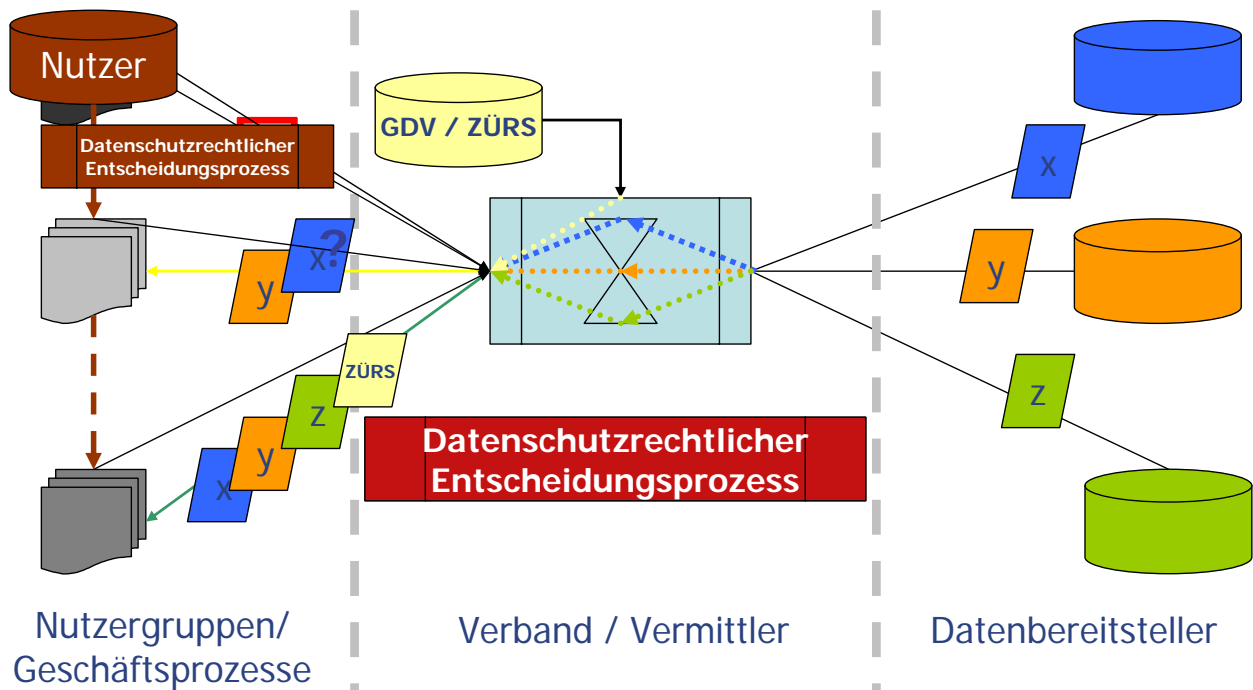 Nutzer
Datenschutzrechtlicher
Entscheidungsprozess
GDV / ZÜRS
x
x?
y
y
ZÜRS
z
y
x
z
Datenschutzrechtlicher
Entscheidungsprozess
Nutzergruppen/
Geschäftsprozesse
Verband / Vermittler
Datenbereitsteller